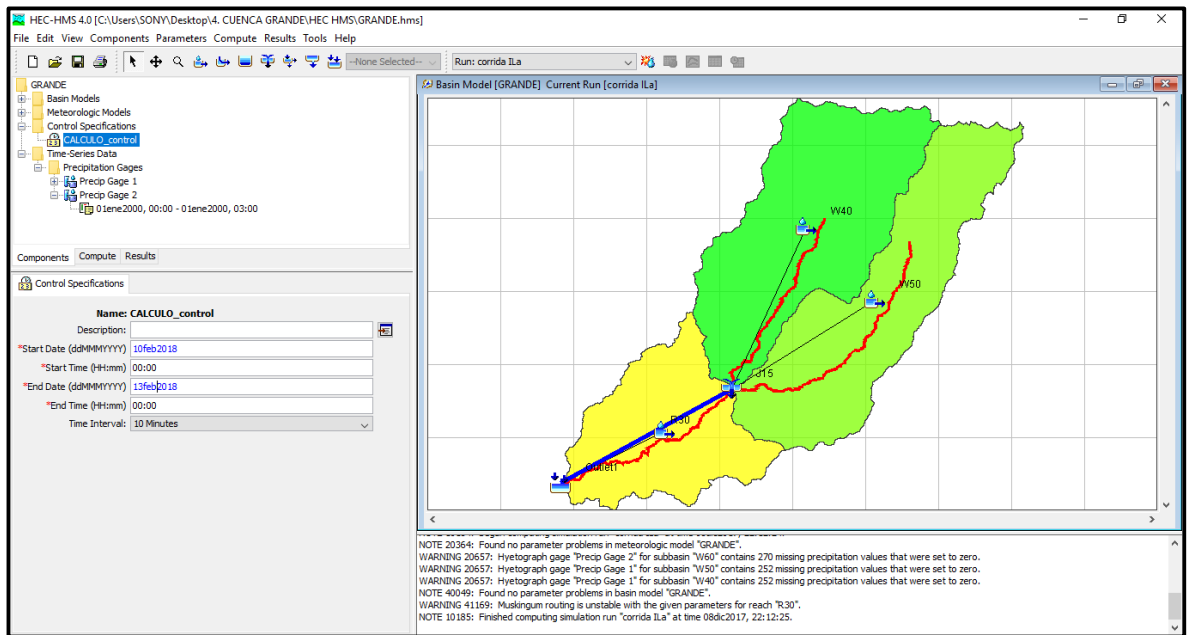 HEC-HMS 4.0 [C:\Users\SONY\Desktop\4. CUENCA GRANDE\HEC HMS\GRANDE.hms]
File Edit View Components Parameters Compute Results Tools Help
--None Selected-- Run: corrida ILa
GRANDE
Basin Models
Meteorologic Models
Control Specifications
CALCULO_control
Time-Series Data
Precipitation Gages
Precip Gage 1
Precip Gage 2
01ene2000, 00:00 - 01ene2000, 03:00
Components Compute Results
Control Specifications
Name: CALCULO_control
Description:
*Start Date (ddMMMYYYY) 10feb2018
*Start Time (HH:mm) 00:00
*End Date (ddMMMYYYY) 13feb2018
*End Time (HH:mm) 00:00
Time Interval: 10 Minutes
Basin Model [GRANDE] Current Run [corrida ILa]
W40
W50
J15
R30
Outlet1
NOTE 20364: Found no parameter problems in meteorologic model "GRANDE".
WARNING 20657: Hyetograph gage "Precip Gage 2" for subbasin "W60" contains 270 missing precipitation values that were set to zero.
WARNING 20657: Hyetograph gage "Precip Gage 1" for subbasin "W50" contains 252 missing precipitation values that were set to zero.
WARNING 20657: Hyetograph gage "Precip Gage 1" for subbasin "W40" contains 252 missing precipitation values that were set to zero.
NOTE 40049: Found no parameter problems in basin model "GRANDE".
WARNING 41169: Muskingum routing is unstable with the given parameters for reach "R30".
NOTE 10185: Finished computing simulation run "corrida ILa" at time 08dic2017, 22:12:25.